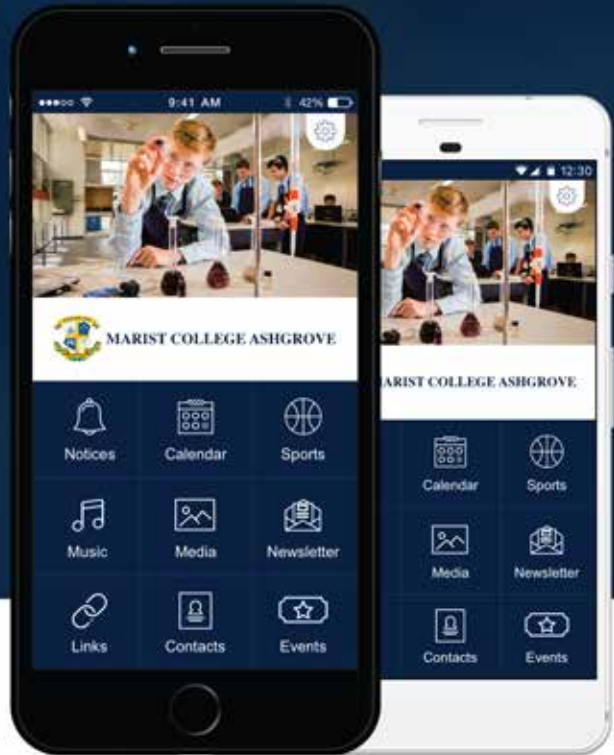 9:41 AM 42%
MARIST COLLEGE ASHGROVE
Notices Calendar Sports
Music Media Newsletter
Links Contacts Events
12:30
ARIST COLLEGE ASHGROVE
Calendar Sports
Media Newsletter
Contacts Events